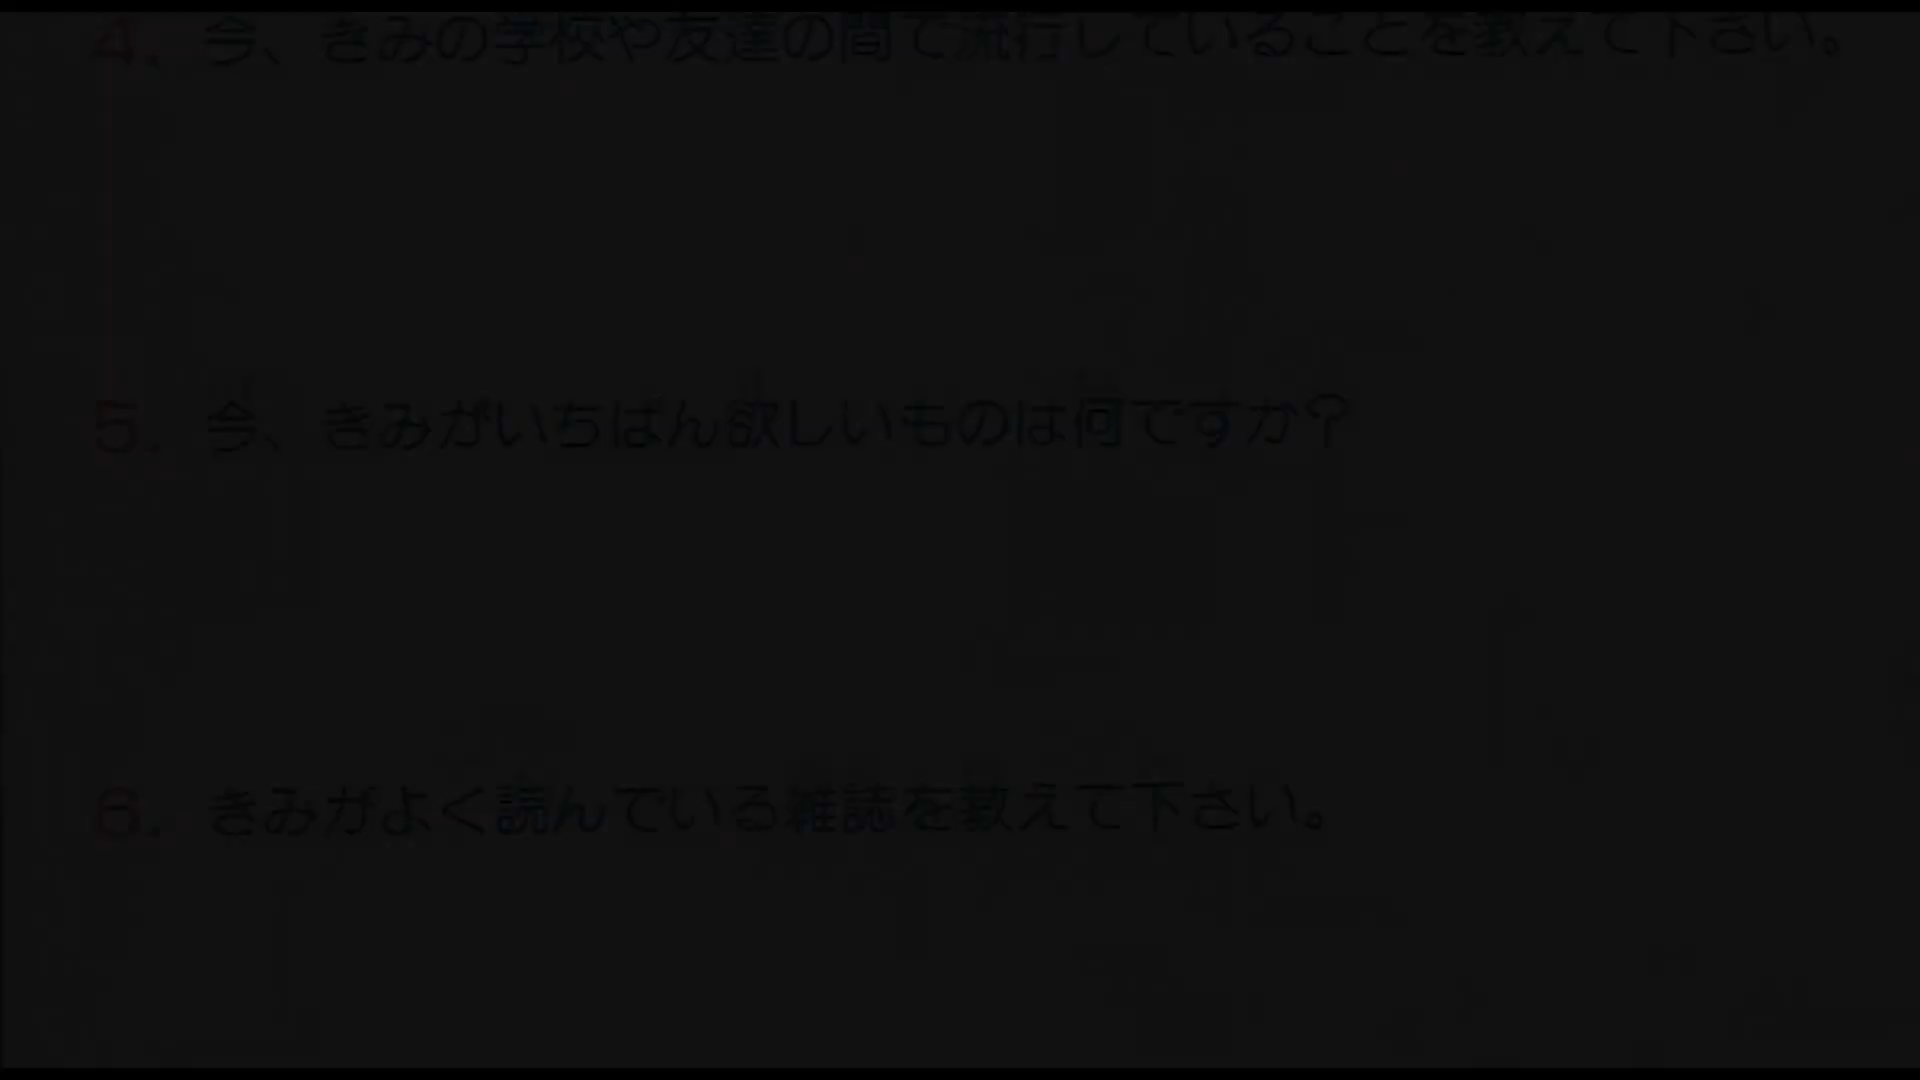 4. 今、きみの学校や友達の間で流行していることを教えて下さい。
5. 今、きみがいちばん欲しいものは何ですか?
6. きみがよく読んでいる雑誌を教えて下さい。